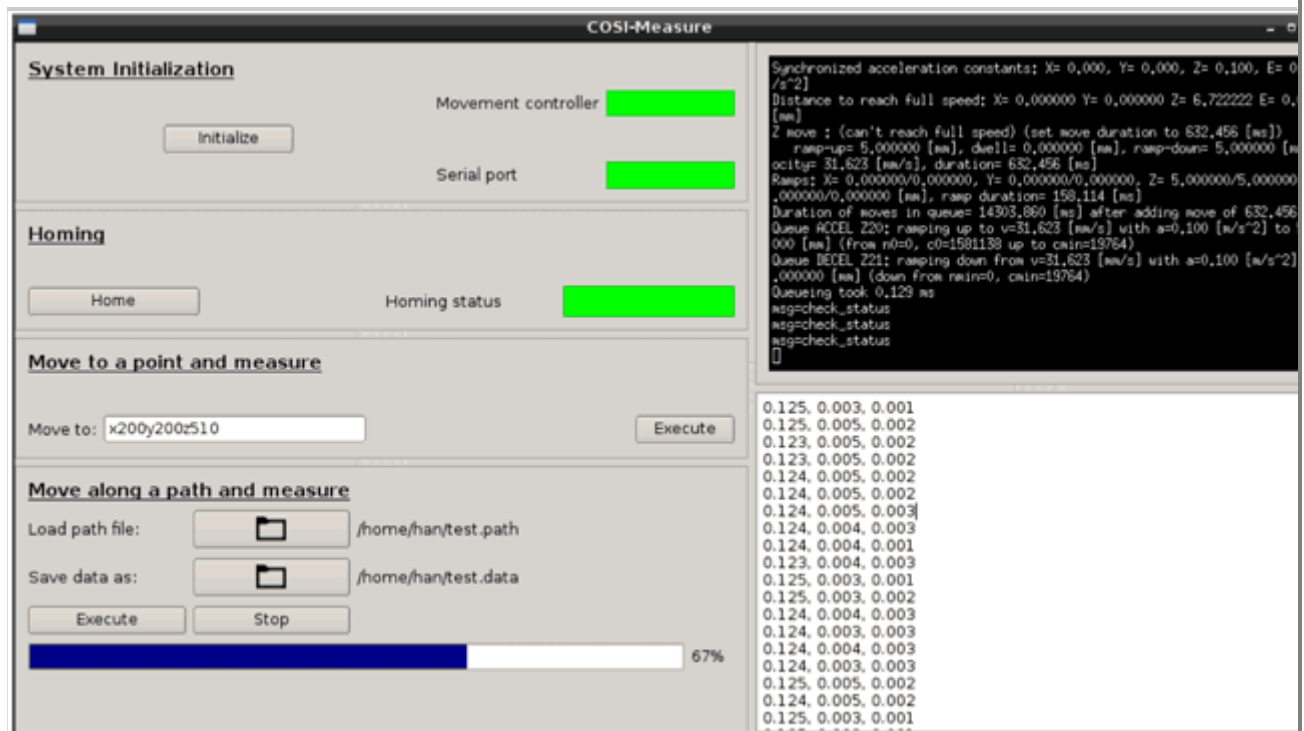 COSI-Measure
System Initialization
Movement controller
Initialize
Serial port
Homing
Home
Homing status
Move to a point and measure
Move to: x200y200z510
Execute
Move along a path and measure
Load path file:
/home/han/test.path
Save data as:
/home/han/test.data
Execute
Stop
67%
Synchronized acceleration constants: X= 0,000, Y= 0,000, Z= 0,100, E= 0
/s^2]
Distance to reach full speed: X= 0,000000 Y= 0,000000 Z= 6,722222 E= 0,
[mm]
Z move : (can't reach full speed) (set move duration to 632,456 [ms])
ramp-up= 5,000000 [mm], dwell= 0,000000 [mm], ramp-down= 5,000000 [m
ocity= 31,623 [mm/s], duration= 632,456 [ms]
Ramps: X= 0,000000/0,000000, Y= 0,000000/0,000000, Z= 5,000000/5,000000
,000000/0,000000 [mm], ramp duration= 158,114 [ms]
Duration of moves in queue= 14303,860 [ms] after adding move of 632,456
Queue ACCEL Z20: ramping up to v=31,623 [mm/s] with a=0,100 [m/s^2] to
000 [mm] (from n0=0, c0=1581138 up to cmin=19764)
Queue DECEL Z21: ramping down from v=31,623 [mm/s] with a=0,100 [m/s^2]
,000000 [mm] (down from nmin=0, cmin=19764)
Queueing took 0,129 ms
msg=check_status
msg=check_status
msg=check_status
0.125, 0.003, 0.001
0.125, 0.005, 0.002
0.123, 0.005, 0.002
0.123, 0.005, 0.002
0.124, 0.005, 0.002
0.124, 0.005, 0.002
0.124, 0.005, 0.003
0.124, 0.004, 0.003
0.124, 0.004, 0.001
0.123, 0.004, 0.003
0.125, 0.003, 0.001
0.125, 0.003, 0.002
0.124, 0.004, 0.003
0.124, 0.003, 0.003
0.124, 0.004, 0.003
0.124, 0.003, 0.003
0.125, 0.005, 0.002
0.124, 0.005, 0.002
0.125, 0.003, 0.001